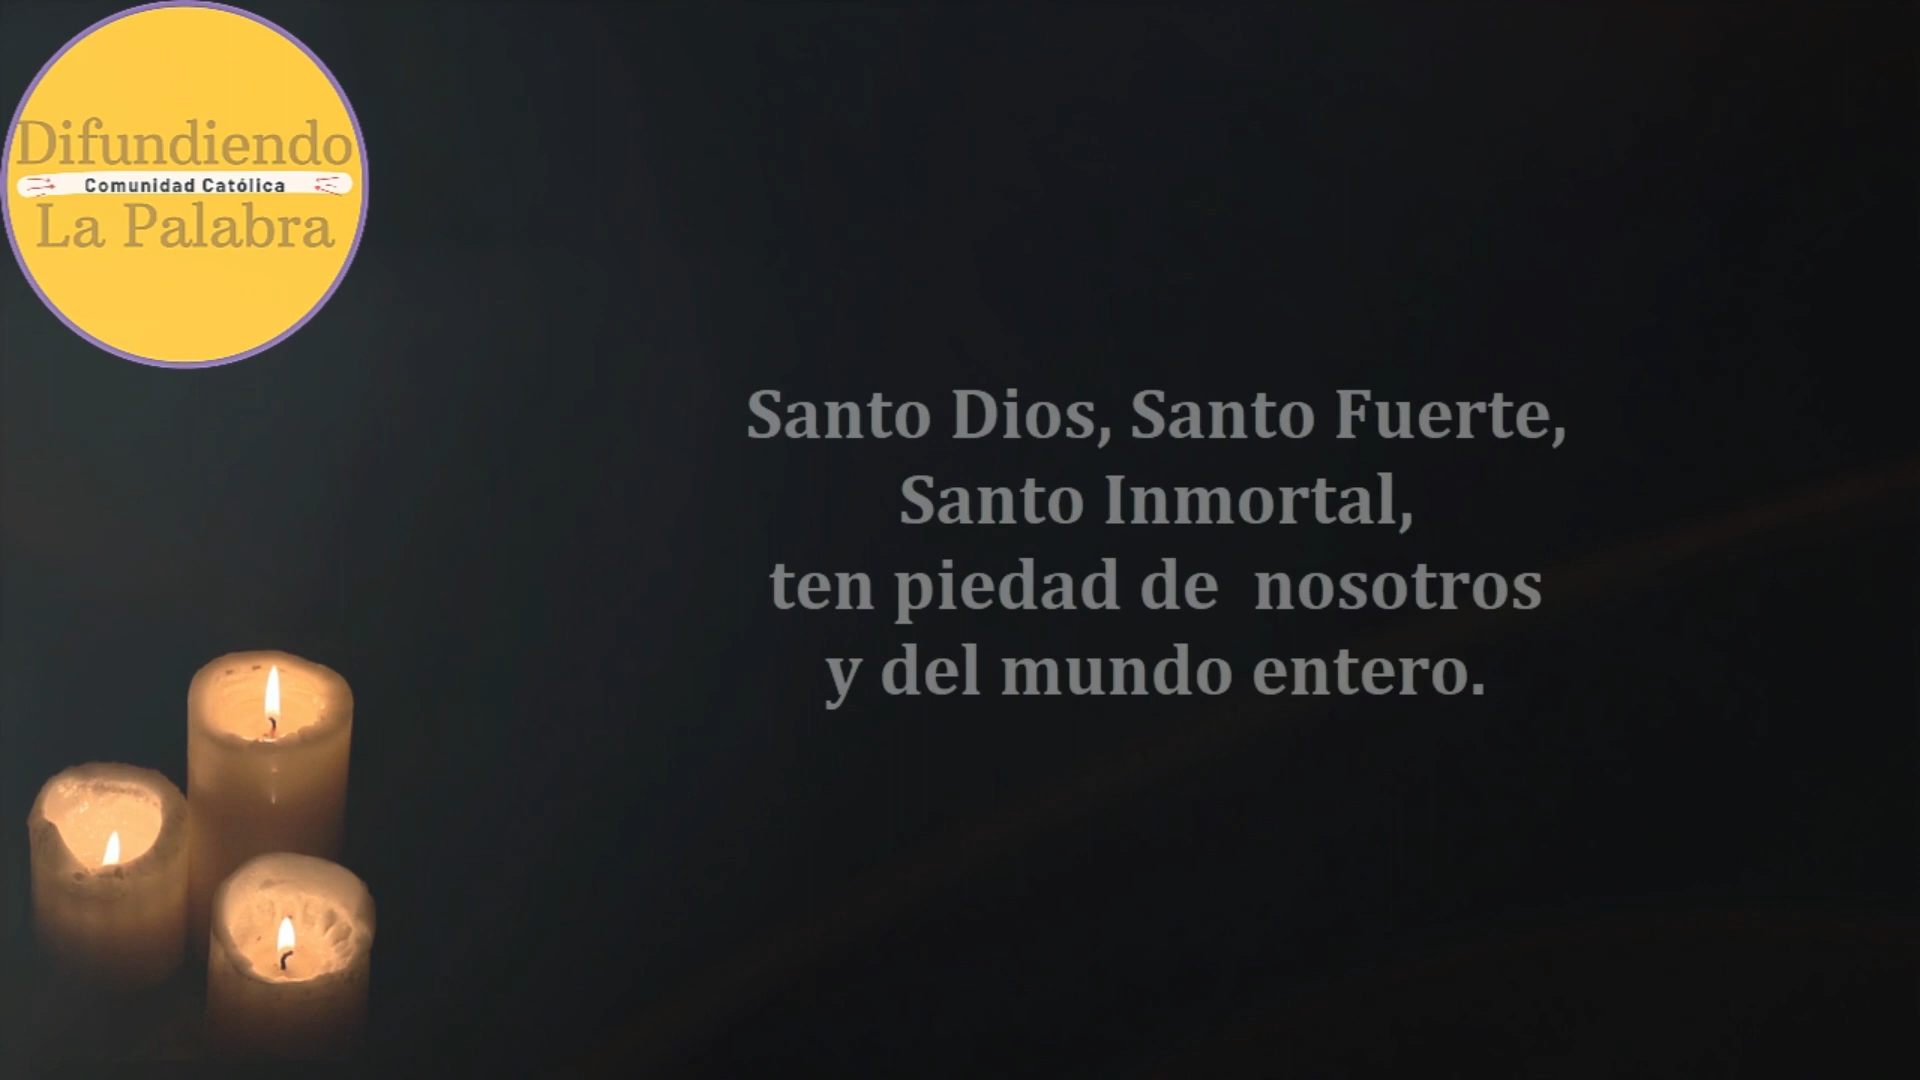 Difundiendo
Comunidad Católica
La Palabra
Santo Dios, Santo Fuerte,
Santo Inmortal,
ten piedad de  nosotros
y del mundo entero.